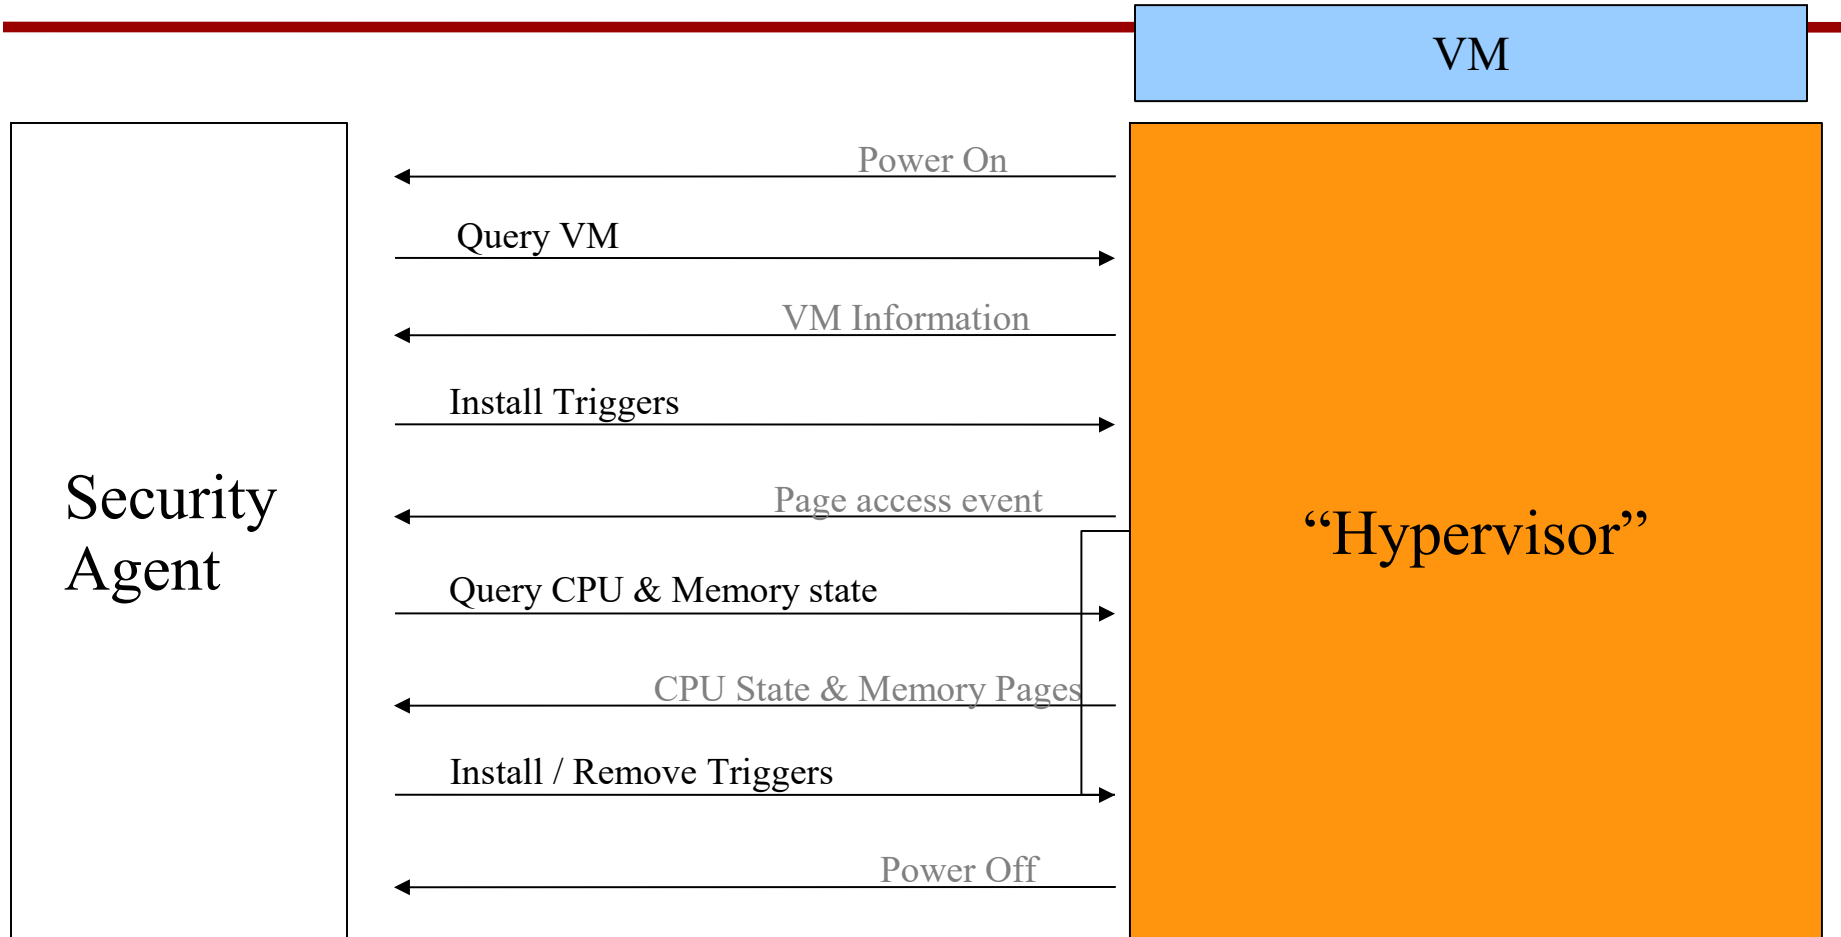 VM
Power On
Query VM
VM Information
Install Triggers
Page access event
Security
Agent
“Hypervisor”
Query CPU & Memory state
CPU State & Memory Pages
Install / Remove Triggers
Power Off